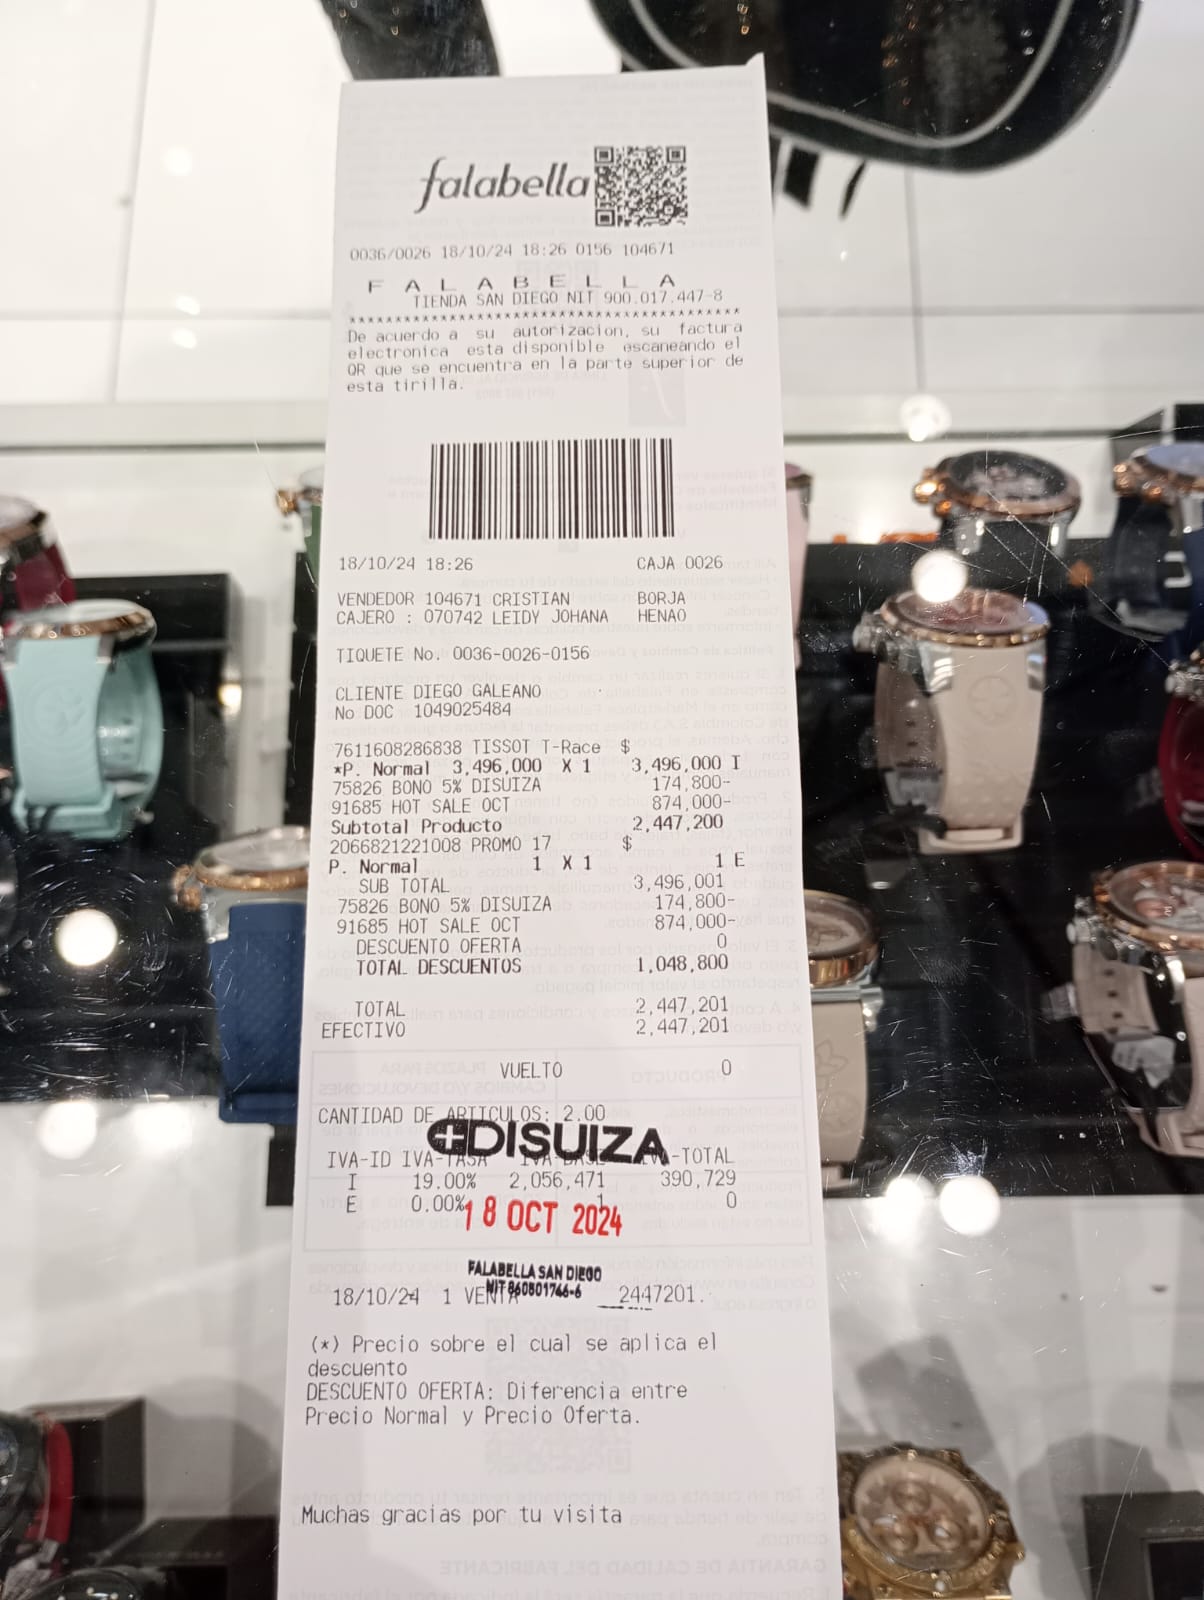 falabella
0036/0026 18/10/24 18:26 0156 104671
F A L A B E L L A
TIENDA SAN DIEGO NIT 900.017.447-8
******************************************
De acuerdo a su autorizacion, su factura
electronica esta disponible escaneando el
QR que se encuentra en la parte superior de
esta tirilla.
18/10/24 18:26 CAJA 0026
VENDEDOR 104671 CRISTIAN BORJA
CAJERO : 070742 LEIDY JOHANA HENAO
TIQUETE No. 0036-0026-0156
CLIENTE DIEGO GALEANO
No DOC 1049025484
7611608286838 TISSOT T-Race $
*P. Normal 3,496,000 X 1 3,496,000 I
75826 BONO 5% DISUIZA 174,800-
91685 HOT SALE OCT 874,000-
Subtotal Producto 2,447,200
2066821221008 PROMO 17 $
P. Normal 1 X 1 1 E
SUB TOTAL 3,496,001
75826 BONO 5% DISUIZA 174,800-
91685 HOT SALE OCT 874,000-
DESCUENTO OFERTA 0
TOTAL DESCUENTOS 1,048,800
TOTAL 2,447,201
EFECTIVO 2,447,201
VUELTO 0
CANTIDAD DE ARTICULOS: 2.00
DISUIZA
IVA-ID IVA-TASA IVA-BASE IVA-TOTAL
I 19.00% 2,056,471 390,729
E 0.00% 1 0
18 OCT 2024
FALABELLA SAN DIEGO
NIT 860501766-6
18/10/24 1 VENTA 2447201.
(*) Precio sobre el cual se aplica el
descuento
DESCUENTO OFERTA: Diferencia entre
Precio Normal y Precio Oferta.
Muchas gracias por tu visita